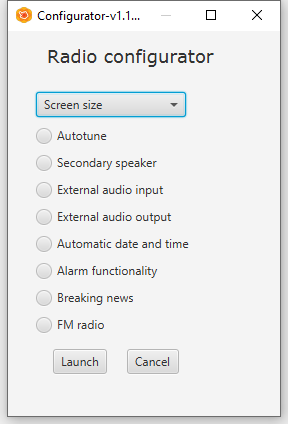 Configurator-v1.1...
Radio configurator
Screen size
Autotune
Secondary speaker
External audio input
External audio output
Automatic date and time
Alarm functionality
Breaking news
FM radio
Launch Cancel